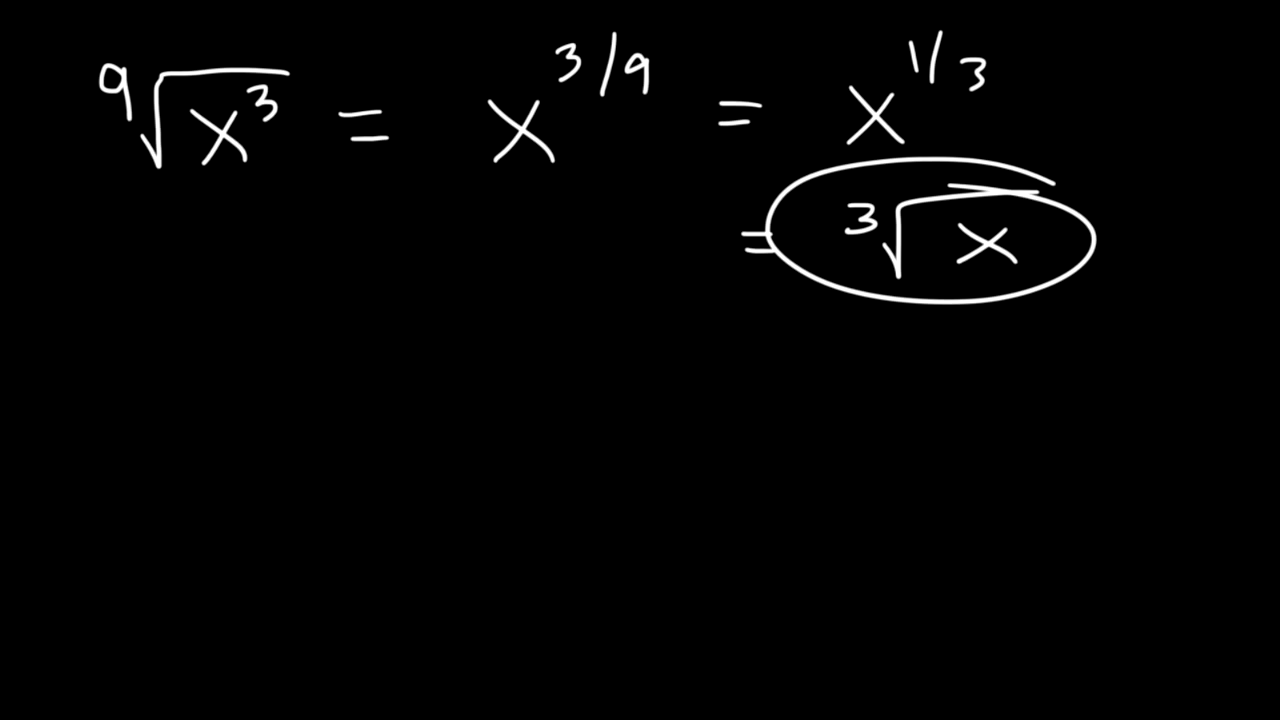 ⁹√x³ = x^3/9 = x^1/3
= ³√x